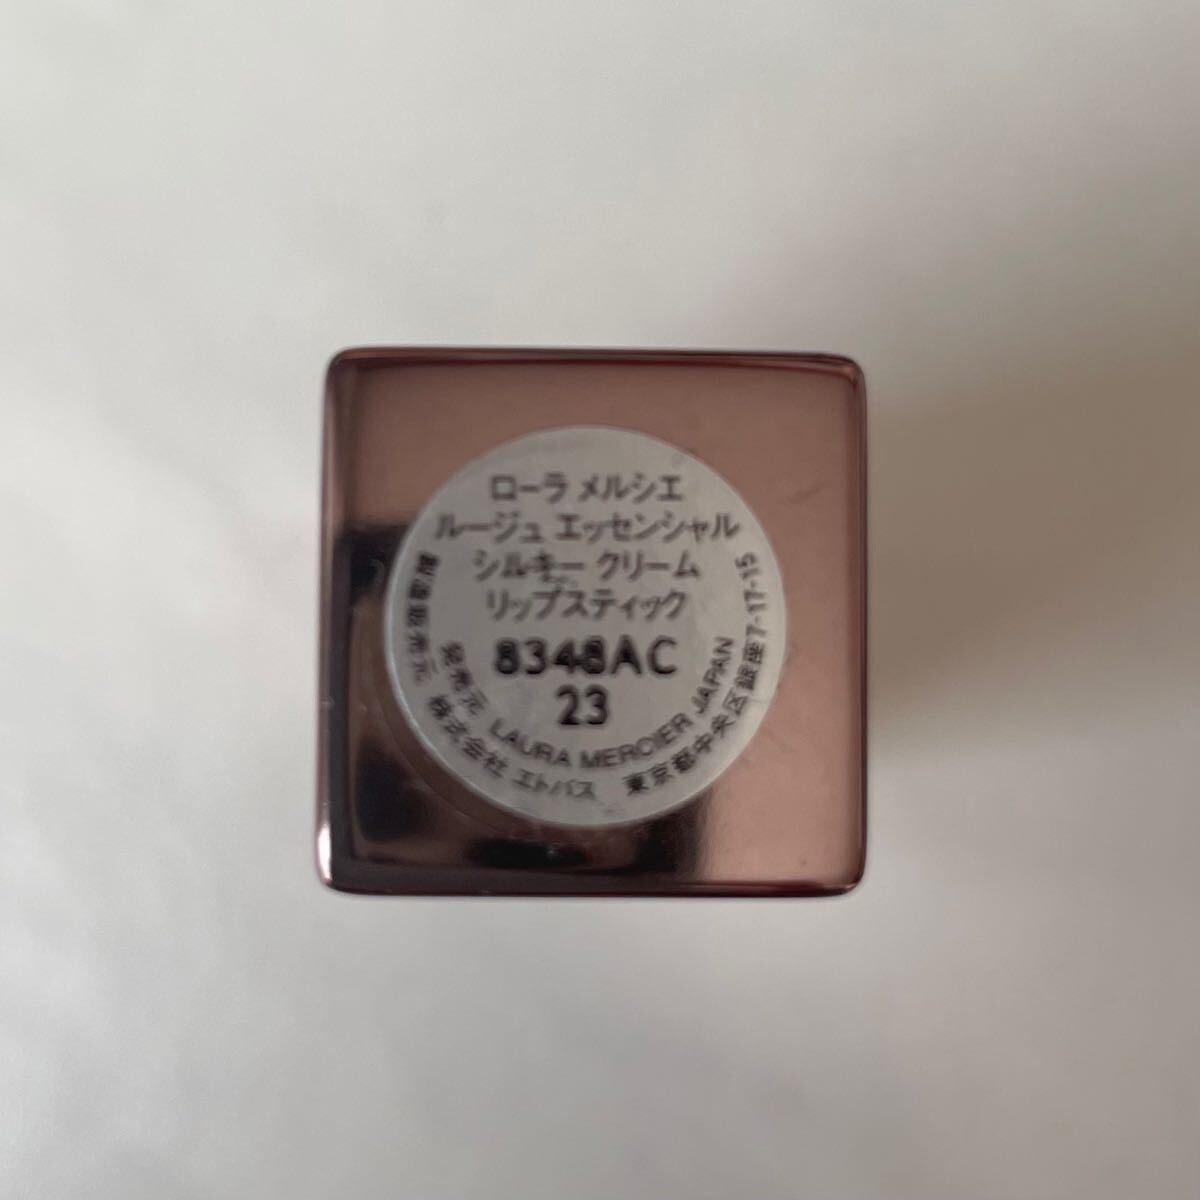 ローラ メルシエ
ルージュ エッセンシャル
シルキー クリーム
リップスティック
8348AC
23
発売元 LAURA MERCIER JAPAN
製造販売元 株式会社 エトバス 東京都中央区銀座7-17-15